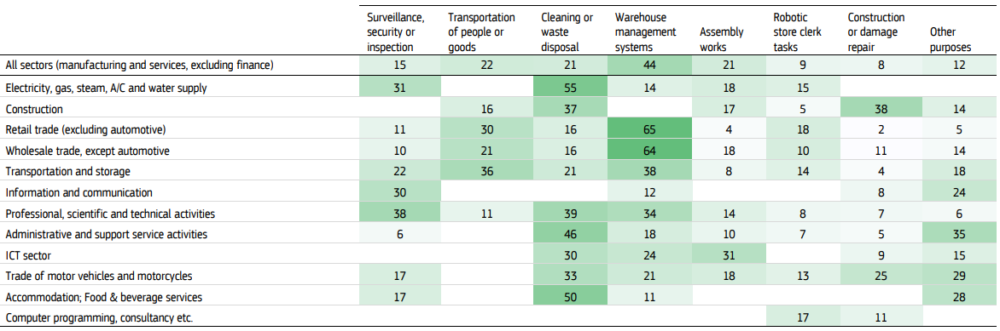 Surveillance, security or inspection Transportation of people or goods Cleaning or waste disposal Warehouse management systems Assembly works Robotic store clerk tasks Construction or damage repair Other purposes
All sectors (manufacturing and services, excluding finance) 15 22 21 44 21 9 8 12
Electricity, gas, steam, A/C and water supply 31 55 14 18 15
Construction 16 37 17 5 38 14
Retail trade (excluding automotive) 11 30 16 65 4 18 2 5
Wholesale trade, except automotive 10 21 16 64 18 10 11 14
Transportation and storage 22 36 21 38 8 14 4 18
Information and communication 30 12 8 24
Professional, scientific and technical activities 38 11 39 34 14 8 7 6
Administrative and support service activities 6 46 18 10 7 5 35
ICT sector 30 24 31 9 15
Trade of motor vehicles and motorcycles 17 33 21 18 13 25 29
Accommodation; Food & beverage services 17 50 11 28
Computer programming, consultancy etc. 17 11